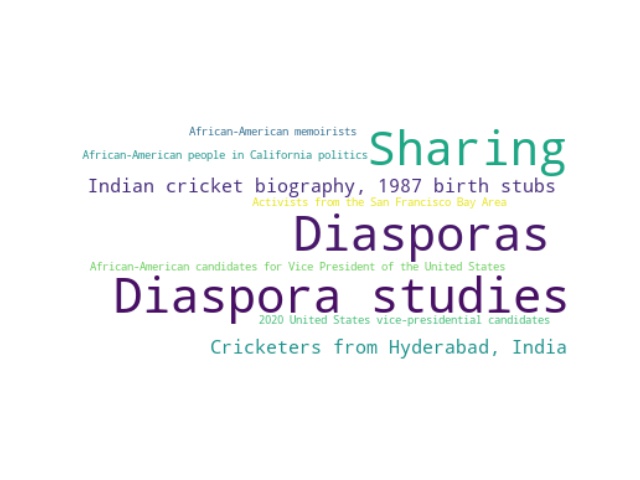 African-American memoirists
Sharing
African-American people in California politics
Indian cricket biography, 1987 birth stubs
Activists from the San Francisco Bay Area
Diasporas
African-American candidates for Vice President of the United States
Diaspora studies
2020 United States vice-presidential candidates
Cricketers from Hyderabad, India